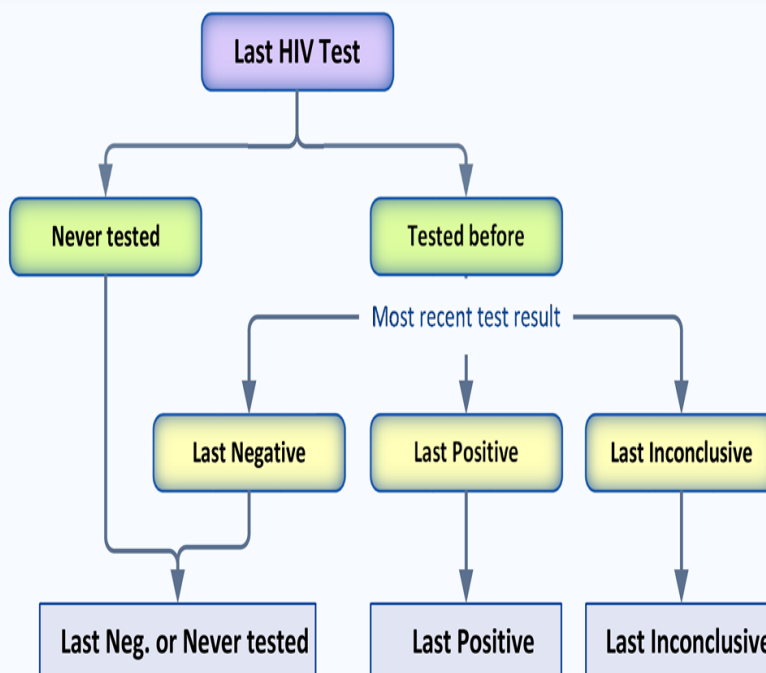 Last HIV Test
Never tested
Tested before
Most recent test result
Last Negative
Last Positive
Last Inconclusive
Last Neg. or Never tested
Last Positive
Last Inconclusive